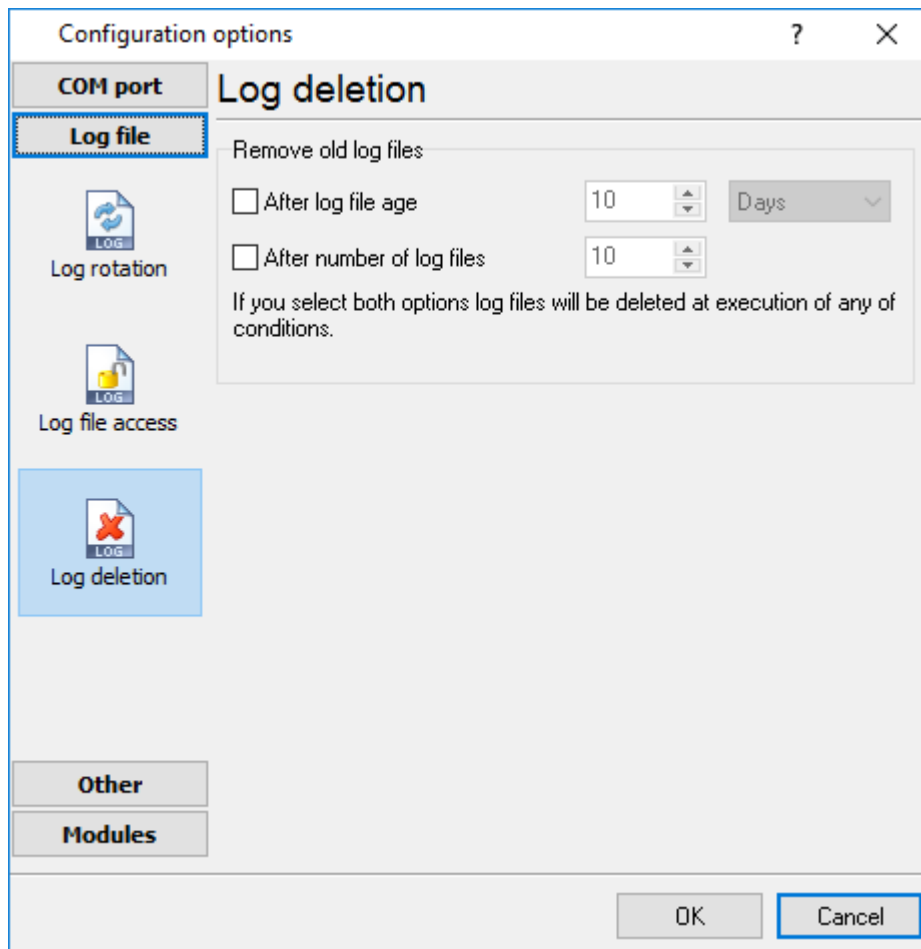 Configuration options
?
COM port
Log file
LOG
Log rotation
LOG
Log file access
LOG
Log deletion
Other
Modules
Log deletion
Remove old log files
After log file age 10 Days
After number of log files 10
If you select both options log files will be deleted at execution of any of
conditions.
OK Cancel